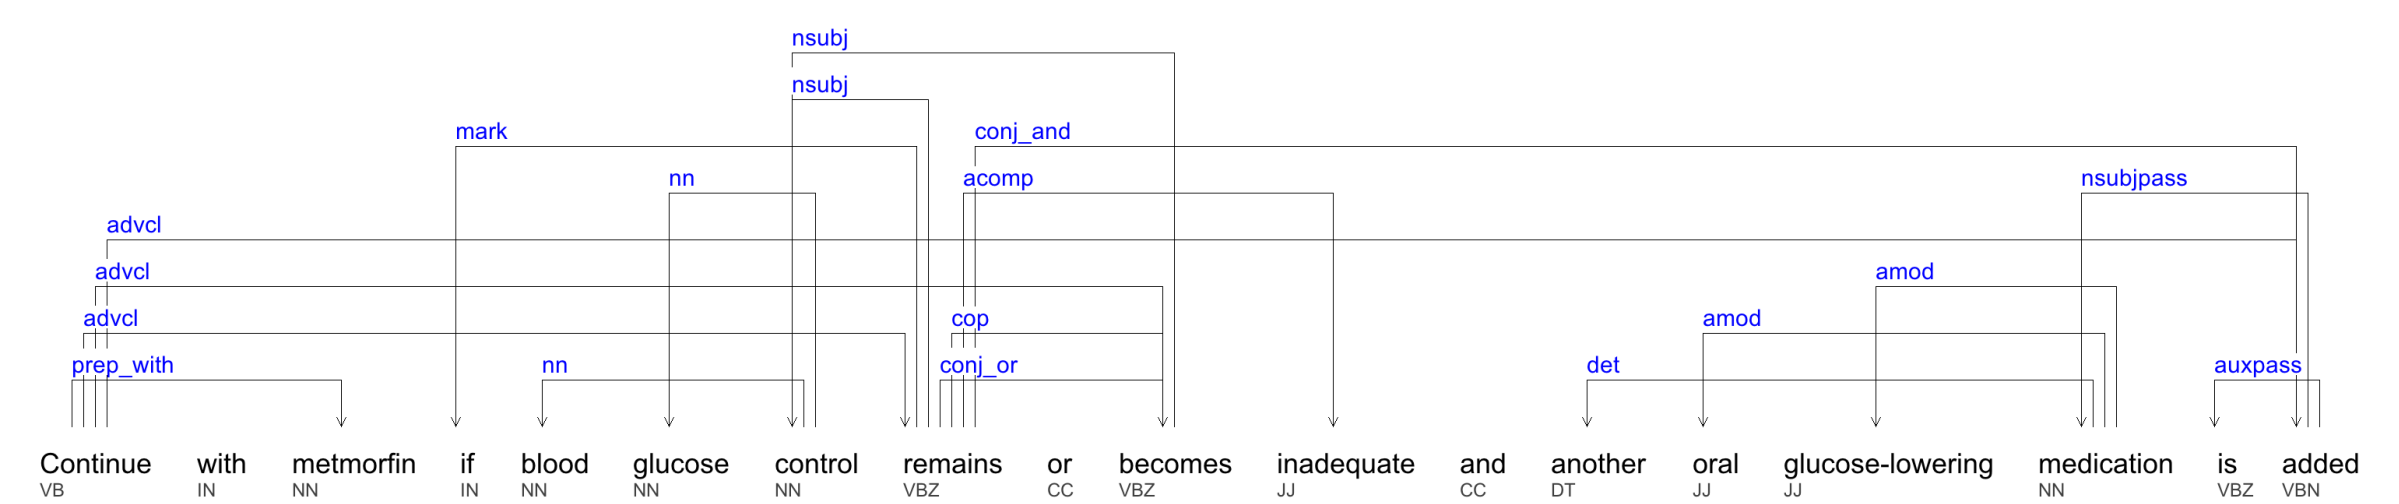 nsubj
nsubj
mark conj_and
nn acomp nsubjpass
advcl
advcl amod
advcl cop amod
prep_with nn conj_or det auxpass
Continue with metmorfin if blood glucose control remains or becomes inadequate and another oral glucose-lowering medication is added
VB IN NN IN NN NN NN VBZ CC VBZ JJ CC DT JJ JJ NN VBZ VBN